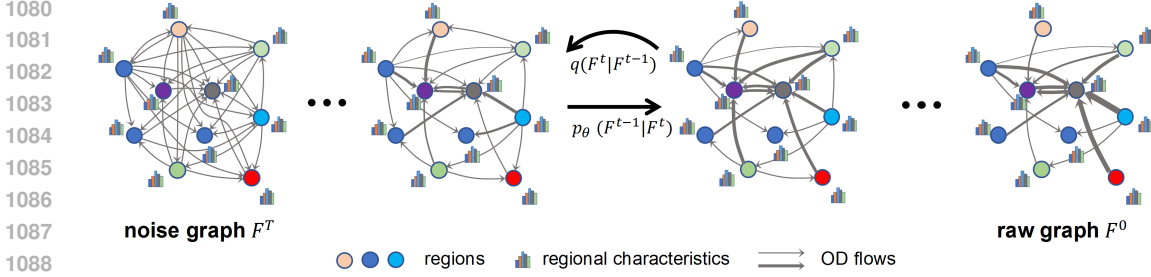 1080
1081
1082
1083
1084
1085
1086
1087
1088
q(F^t|F^{t-1})
p_θ (F^{t-1}|F^t)
noise graph F^T
raw graph F^0
regions
regional characteristics
OD flows